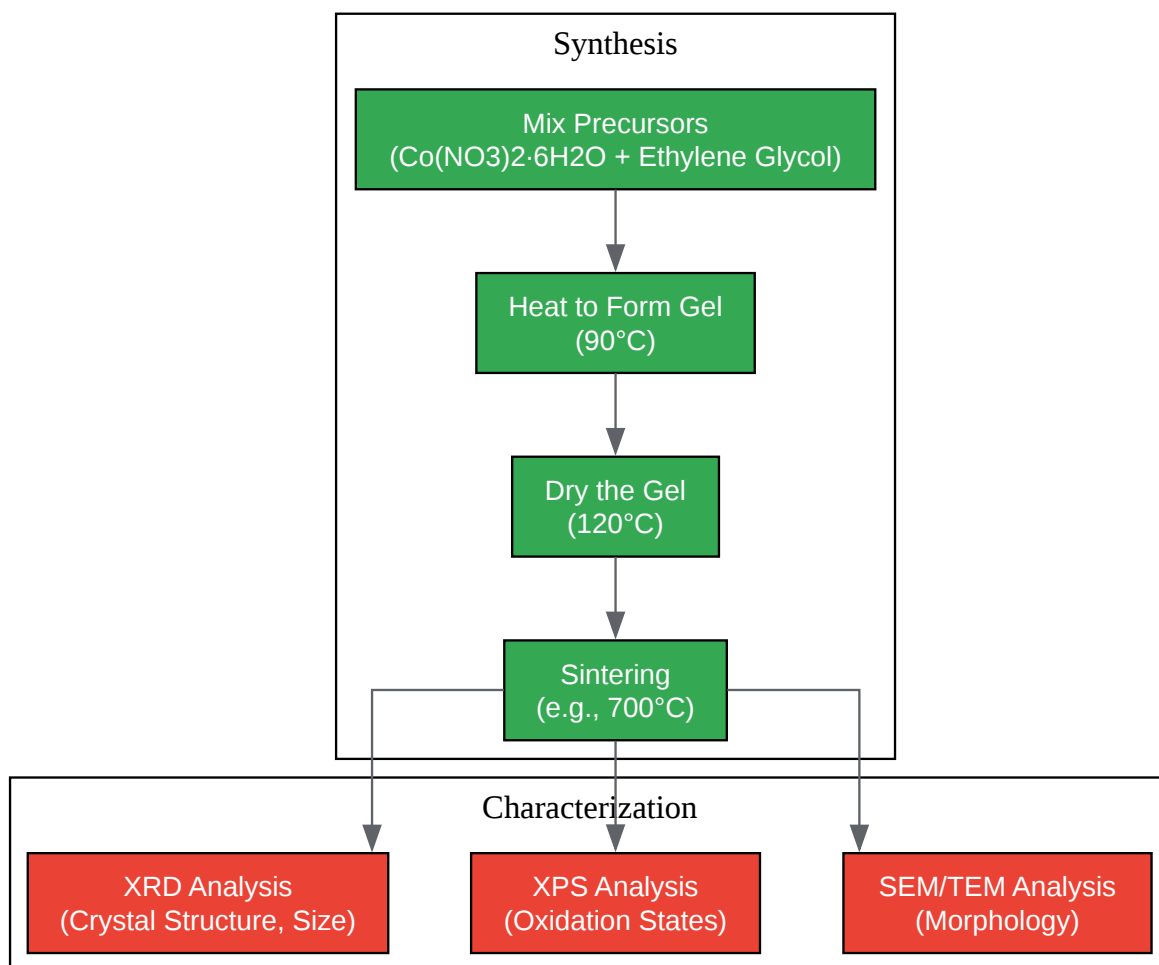 Synthesis
Mix Precursors
(Co(NO3)2·6H2O + Ethylene Glycol)
Heat to Form Gel
(90°C)
Dry the Gel
(120°C)
Sintering
(e.g., 700°C)
Characterization
XRD Analysis
(Crystal Structure, Size)
XPS Analysis
(Oxidation States)
SEM/TEM Analysis
(Morphology)